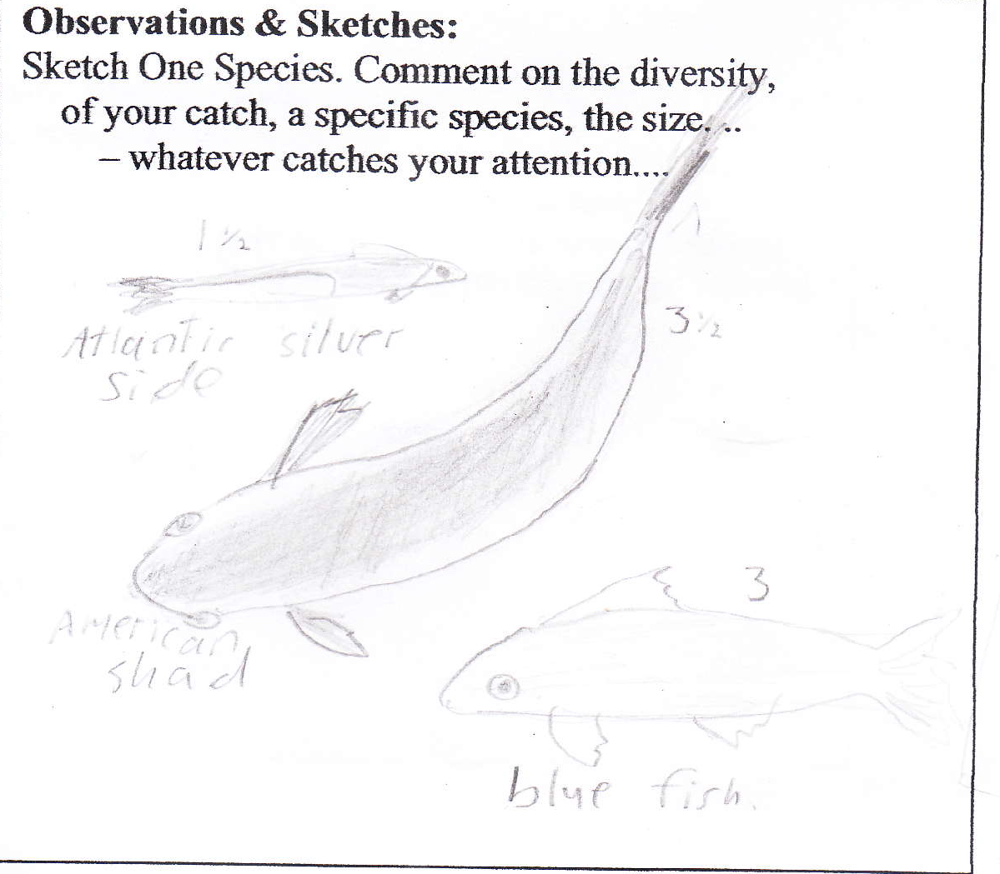 Observations & Sketches:
Sketch One Species. Comment on the diversity,
of your catch, a specific species, the size....
– whatever catches your attention....
1 ½
Atlantic silver
side
3 ½
American
shad
3
blue fish.